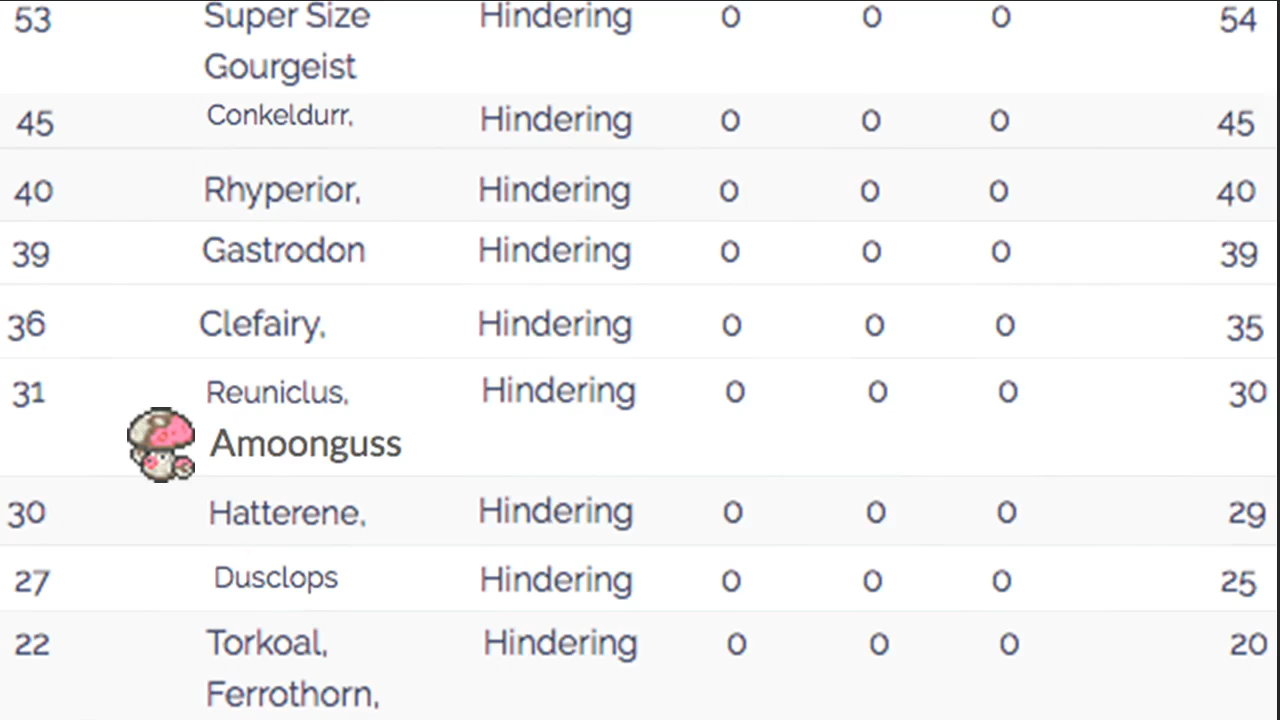 53 Super Size Hindering 0 0 0 54
Gourgeist
45 Conkeldurr, Hindering 0 0 0 45
40 Rhyperior, Hindering 0 0 0 40
39 Gastrodon Hindering 0 0 0 39
36 Clefairy, Hindering 0 0 0 35
31 Reuniclus, Hindering 0 0 0 30
Amoonguss
30 Hatterene, Hindering 0 0 0 29
27 Dusclops Hindering 0 0 0 25
22 Torkoal, Hindering 0 0 0 20
Ferrothorn,